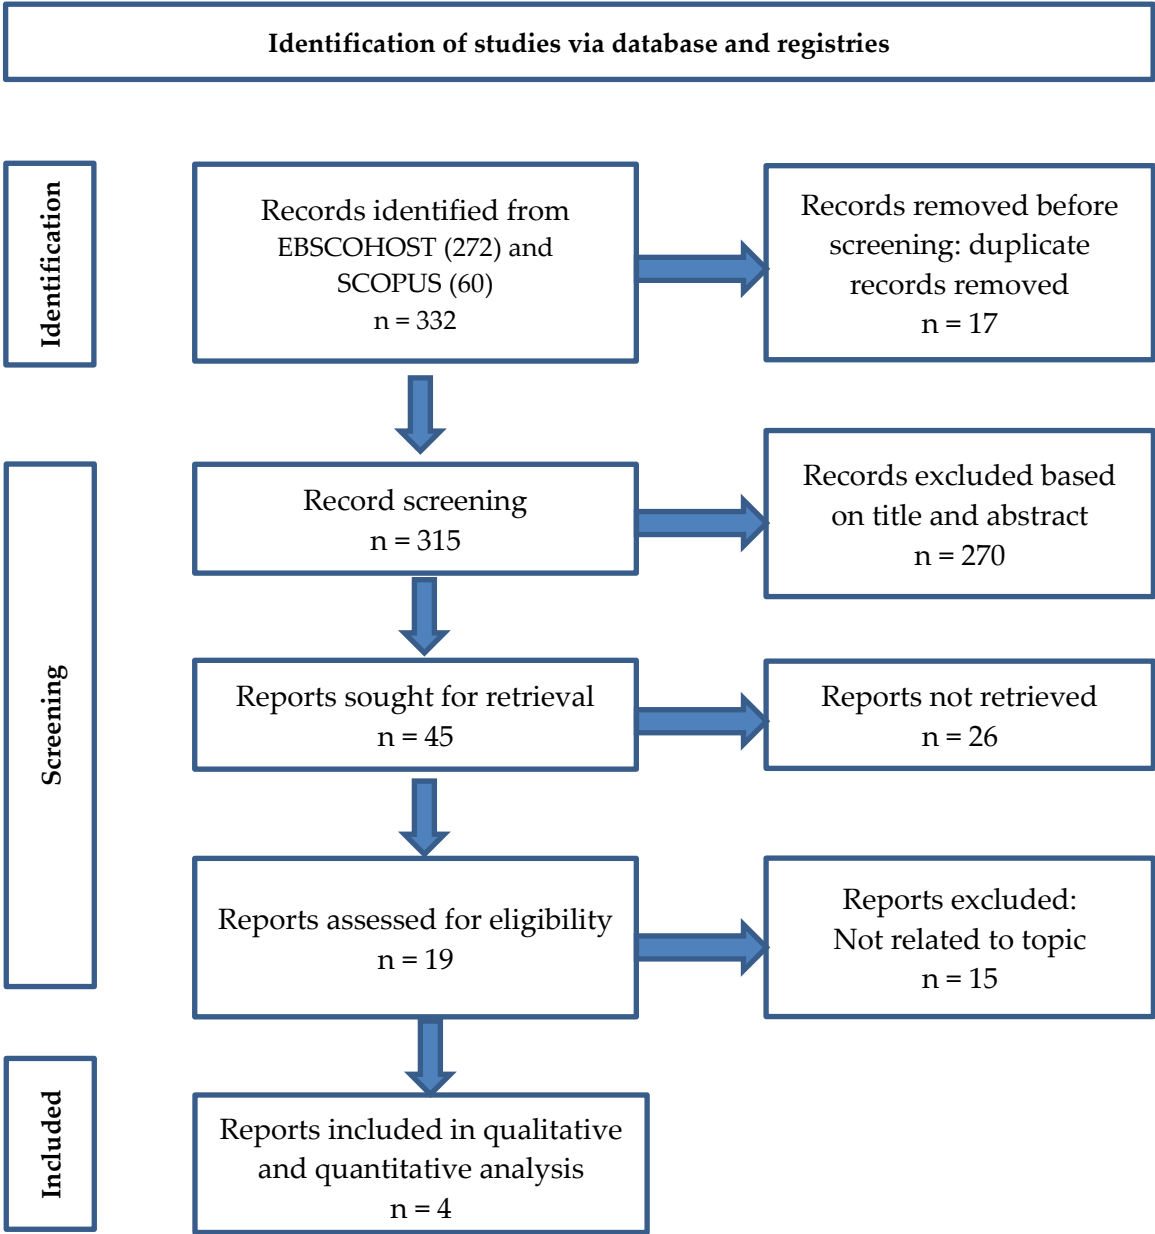 Identification of studies via database and registries
Identification
Records identified from
EBSCOHOST (272) and
SCOPUS (60)
n = 332
Records removed before
screening: duplicate
records removed
n = 17
Screening
Record screening
n = 315
Records excluded based
on title and abstract
n = 270
Reports sought for retrieval
n = 45
Reports not retrieved
n = 26
Reports assessed for eligibility
n = 19
Reports excluded:
Not related to topic
n = 15
Included
Reports included in qualitative
and quantitative analysis
n = 4